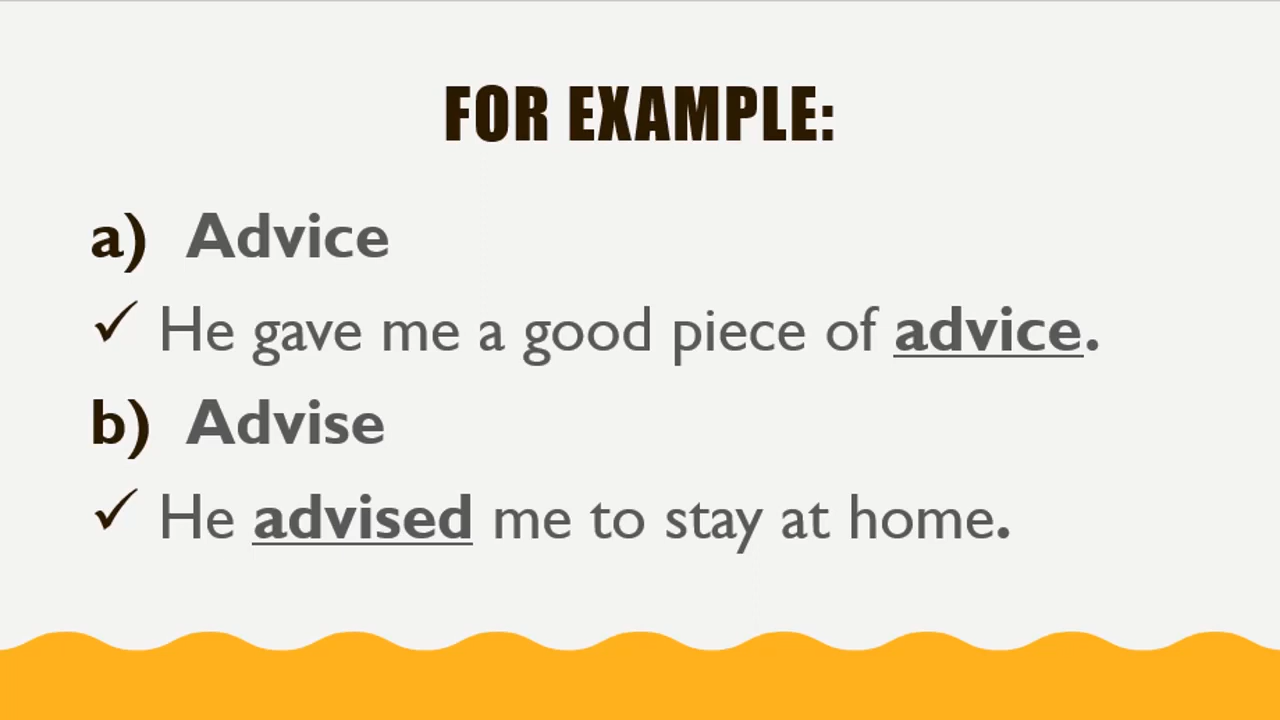 FOR EXAMPLE:
a) Advice
✓ He gave me a good piece of advice.
b) Advise
✓ He advised me to stay at home.